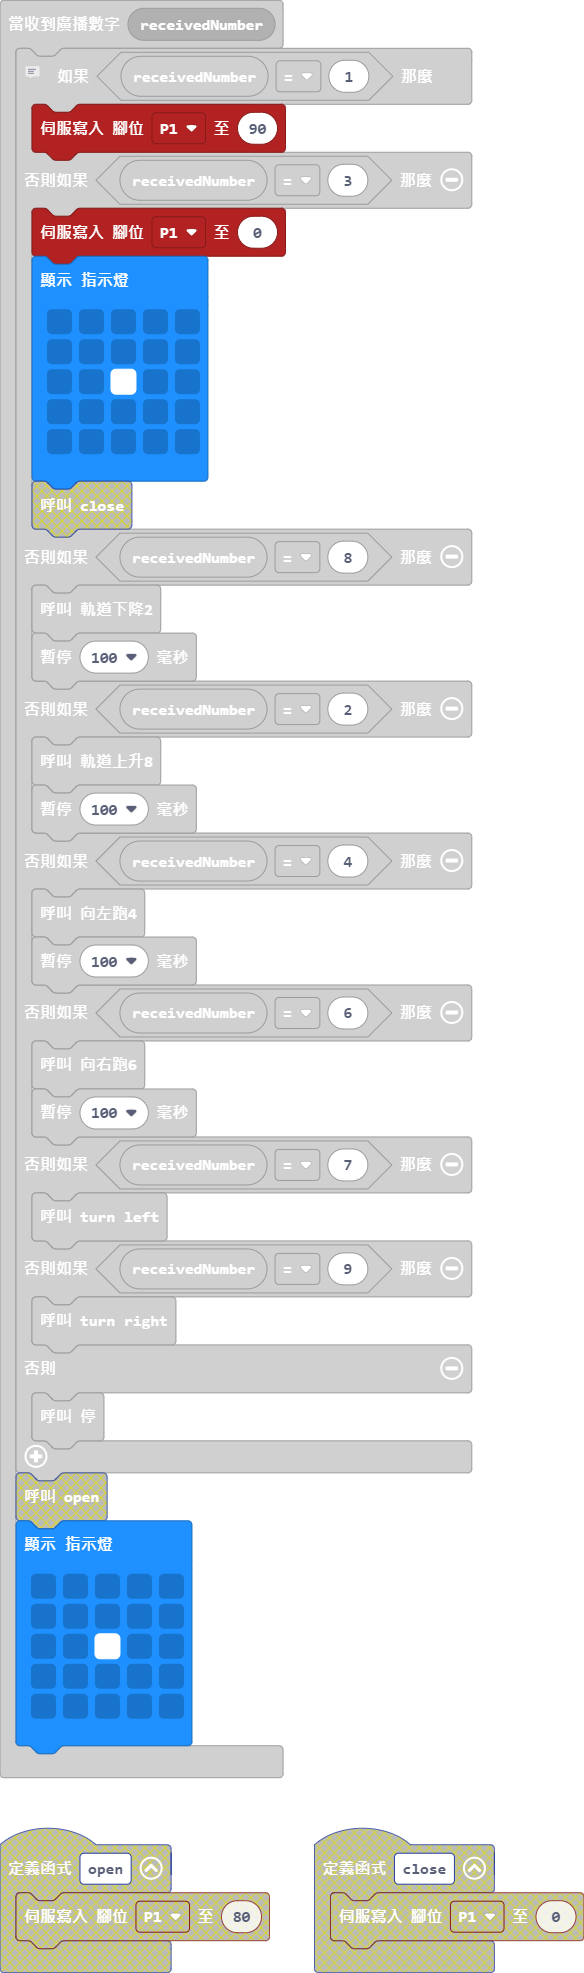 當收到廣播數字 receivedNumber
如果 receivedNumber = 1 那麼
伺服寫入 腳位 P1 至 90
否則如果 receivedNumber = 3 那麼
伺服寫入 腳位 P1 至 0
顯示 指示燈
呼叫 close
否則如果 receivedNumber = 8 那麼
呼叫 軌道下降2
暫停 100 毫秒
否則如果 receivedNumber = 2 那麼
呼叫 軌道上升8
暫停 100 毫秒
否則如果 receivedNumber = 4 那麼
呼叫 向左跑4
暫停 100 毫秒
否則如果 receivedNumber = 6 那麼
呼叫 向右跑6
暫停 100 毫秒
否則如果 receivedNumber = 7 那麼
呼叫 turn left
否則如果 receivedNumber = 9 那麼
呼叫 turn right
否則
呼叫 停
呼叫 open
顯示 指示燈
定義函式 open
伺服寫入 腳位 P1 至 80
定義函式 close
伺服寫入 腳位 P1 至 0